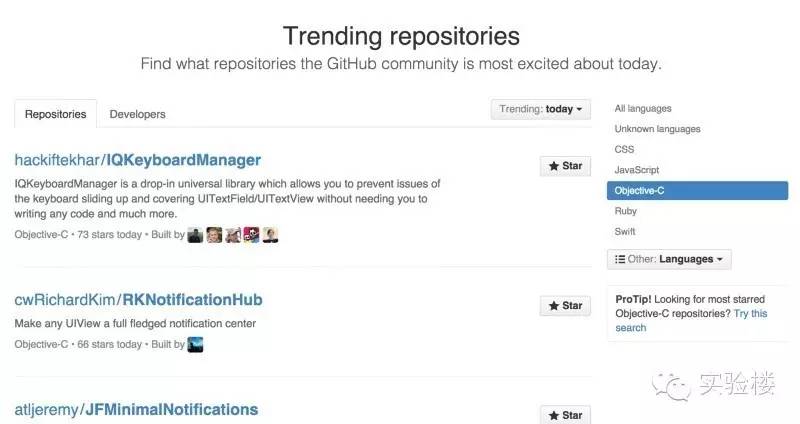 Trending repositories
Find what repositories the GitHub community is most excited about today.
Repositories
Developers
Trending: today
hackiftekhar/IQKeyboardManager
Star
IQKeyboardManager is a drop-in universal library which allows you to prevent issues of
the keyboard sliding up and covering UITextField/UITextView without needing you to
writing any code and much more.
Objective-C • 73 stars today • Built by
cwRichardKim/RKNotificationHub
Star
Make any UIView a full fledged notification center
Objective-C • 66 stars today • Built by
atljeremy/JFMinimalNotifications
Star
All languages
Unknown languages
CSS
JavaScript
Objective-C
Ruby
Swift
Other: Languages
ProTip! Looking for most starred
Objective-C repositories? Try this
search
实验楼